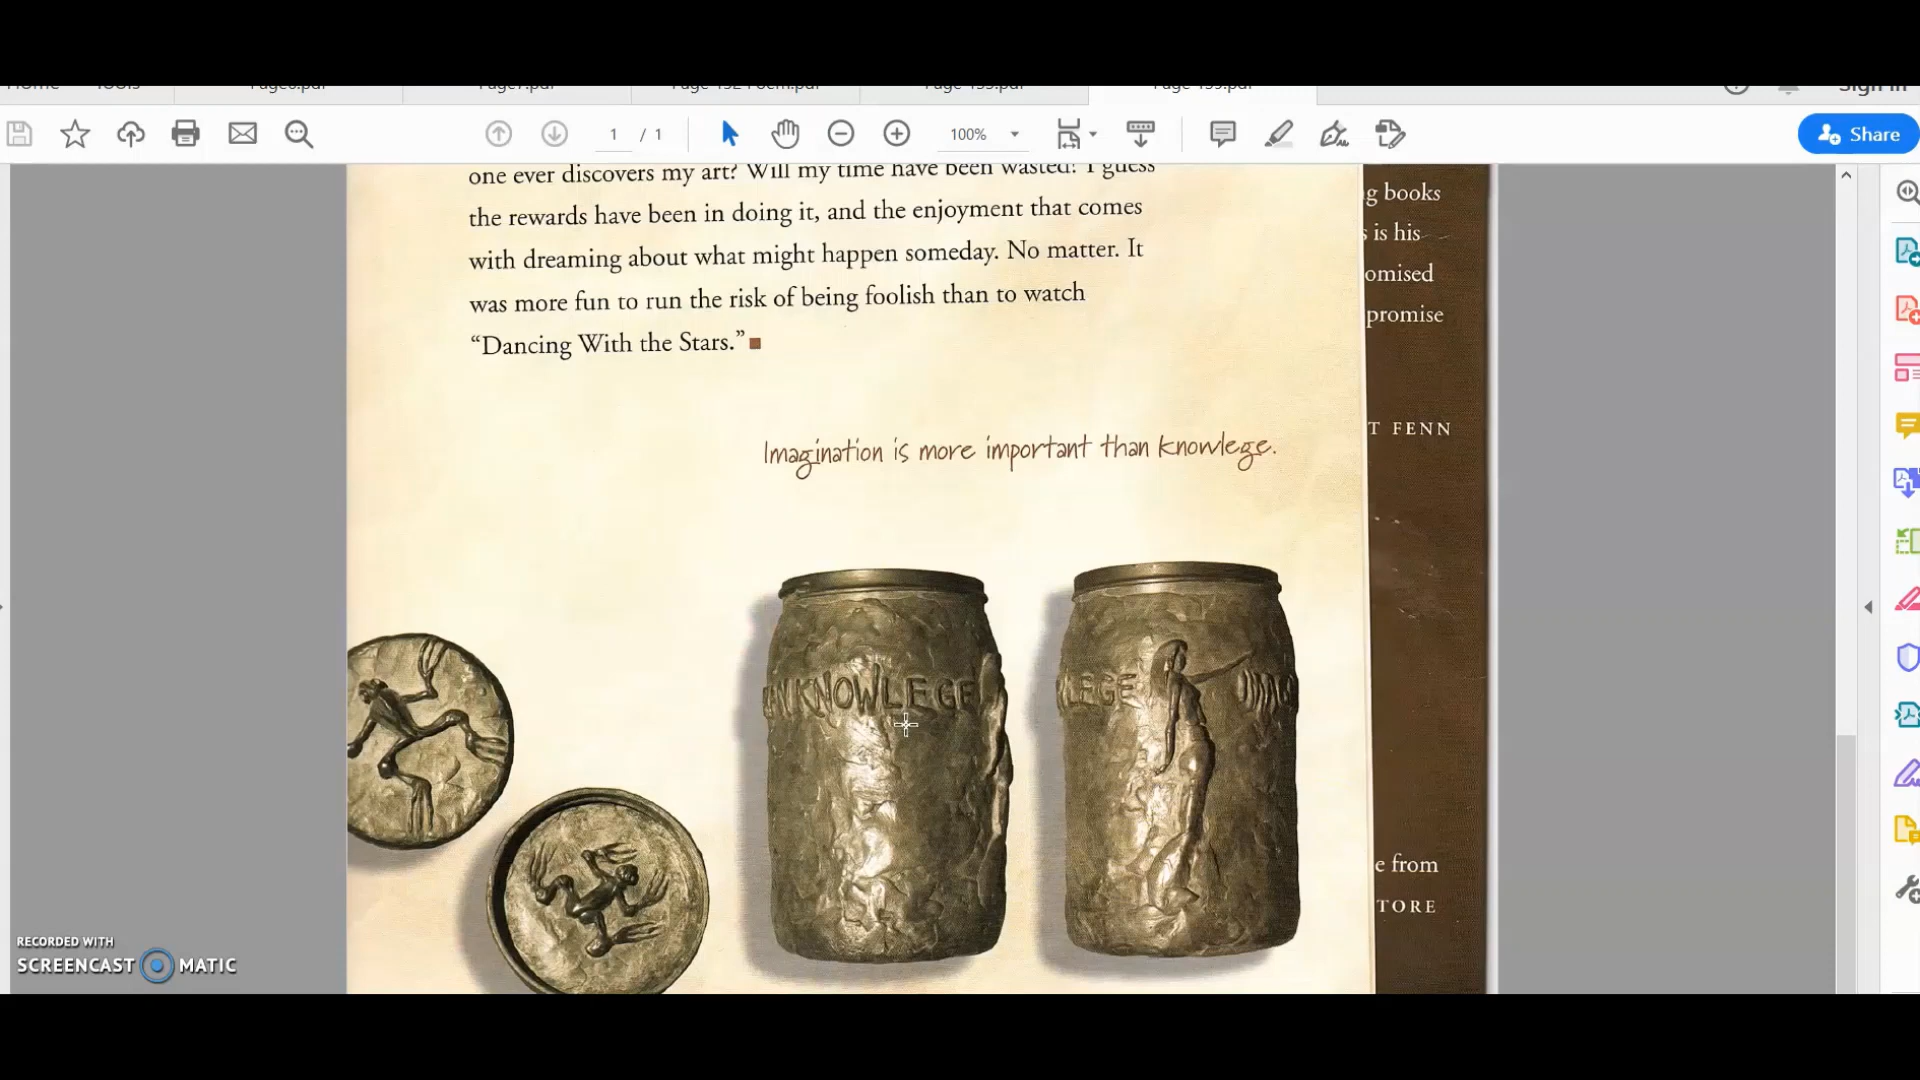 1 / 1
100%
Share
one ever discovers my art? Will my time have been wasted? I guess
the rewards have been in doing it, and the enjoyment that comes
with dreaming about what might happen someday. No matter. It
was more fun to run the risk of being foolish than to watch
“Dancing With the Stars.”
Imagination is more important than knowlege.
KNOWLEGE
LEGE
g books
s is his
omised
promise
T FENN
e from
TORE
RECORDED WITH
SCREENCAST MATIC